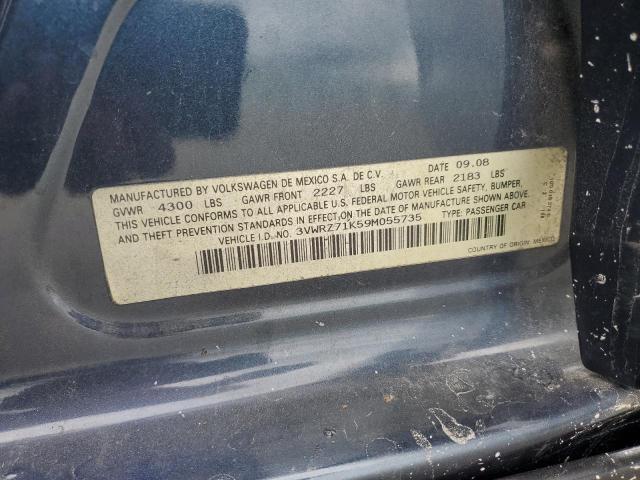 MANUFACTURED BY VOLKSWAGEN DE MEXICO S.A. DE C.V. DATE 09.08
GVWR 4300 LBS GAWR FRONT 2227 LBS GAWR REAR 2183 LBS
THIS VEHICLE CONFORMS TO ALL APPLICABLE U.S. FEDERAL MOTOR VEHICLE SAFETY, BUMPER,
AND THEFT PREVENTION STANDARDS IN EFFECT ON THE DATE OF MANUFACTURE SHOWN ABOVE.
VEHICLE I.D. NO.: 3VWRZ71K59M055735 TYPE: PASSENGER CAR
COUNTRY OF ORIGIN: MEXICO